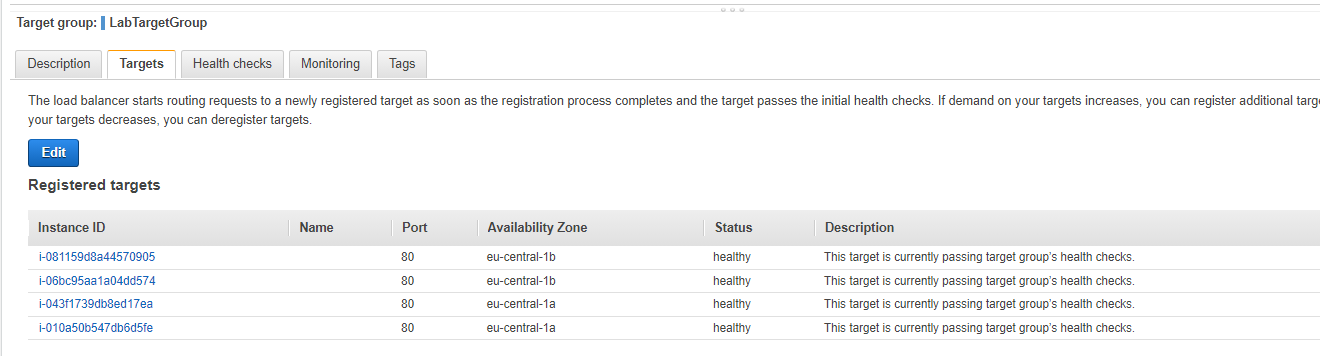 Target group: LabTargetGroup
Description Targets Health checks Monitoring Tags
The load balancer starts routing requests to a newly registered target as soon as the registration process completes and the target passes the initial health checks. If demand on your targets increases, you can register additional
your targets decreases, you can deregister targets.
Edit
Registered targets
Instance ID Name Port Availability Zone Status Description
i-081159d8a44570905 80 eu-central-1b healthy This target is currently passing target group's health checks.
i-06bc95aa1a04dd574 80 eu-central-1b healthy This target is currently passing target group's health checks.
i-043f1739db8ed17ea 80 eu-central-1a healthy This target is currently passing target group's health checks.
i-010a50b547db6d5fe 80 eu-central-1a healthy This target is currently passing target group's health checks.